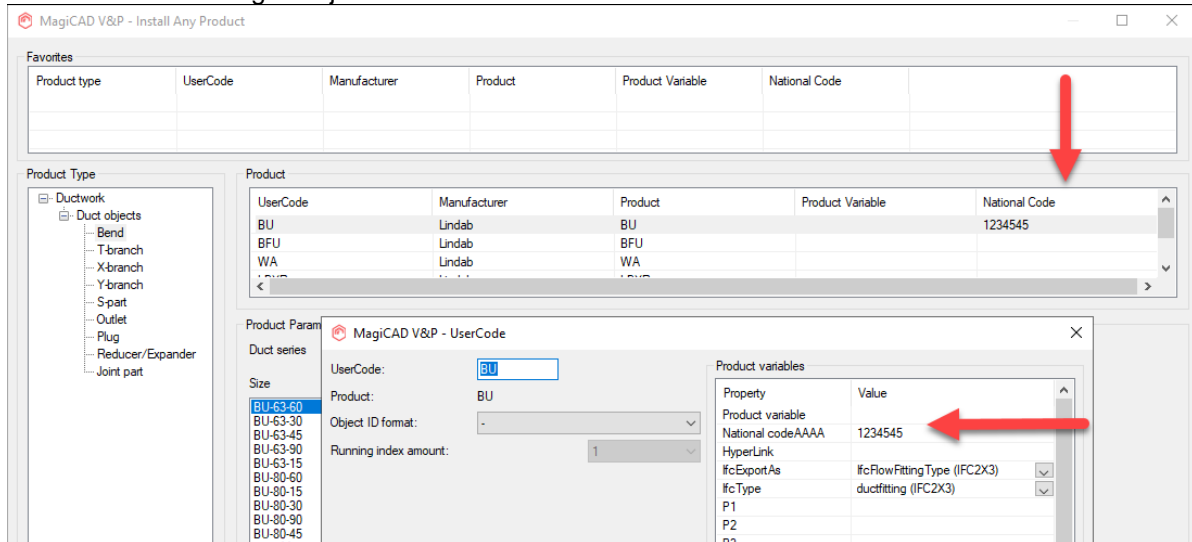 MagiCAD V&P - Install Any Product
Favorites
Product type UserCode Manufacturer Product Product Variable National Code
Product Type
Ductwork
Duct objects
Bend
T-branch
X-branch
Y-branch
S-part
Outlet
Plug
Reducer/Expander
Joint part
Product
UserCode Manufacturer Product Product Variable National Code
BU Lindab BU 1234545
BFU Lindab BFU
WA Lindab WA
Product Param
Duct series
Size
BU-63-60
BU-63-30
BU-63-45
BU-63-90
BU-63-15
BU-80-60
BU-80-15
BU-80-30
BU-80-90
BU-80-45
MagiCAD V&P - UserCode
UserCode: BU
Product: BU
Object ID format: -
Running index amount: 1
Product variables
Property Value
Product variable
National codeAAAA 1234545
HyperLink
IfcExportAs IfcFlowFittingType (IFC2X3)
IfcType ductfitting (IFC2X3)
P1
P2